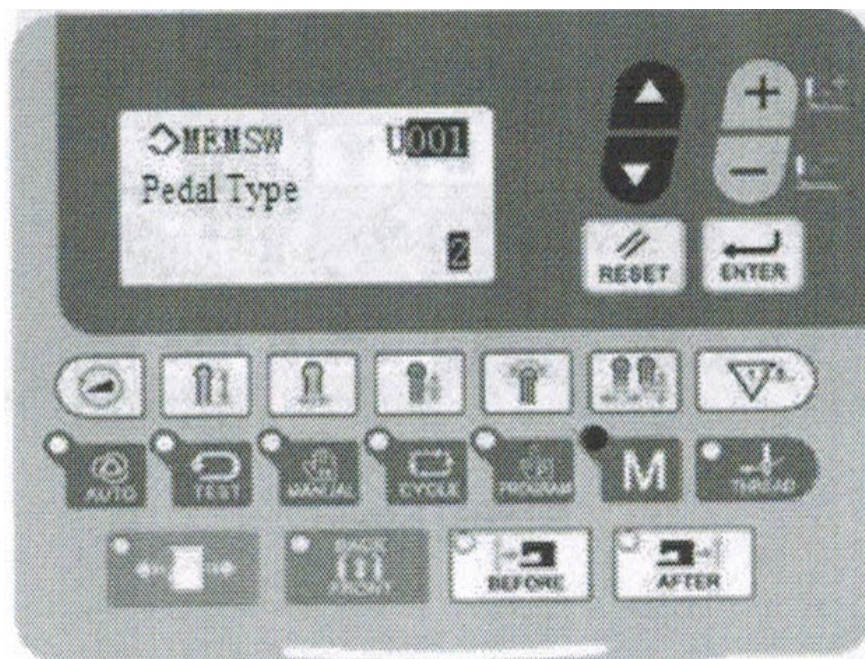 MEMSW U001
Pedal Type
2
RESET
ENTER
AUTO
TEST
MANUAL
CYCLE
PROGRAM
M
THREAD
BACK
FRONT
BEFORE
AFTER